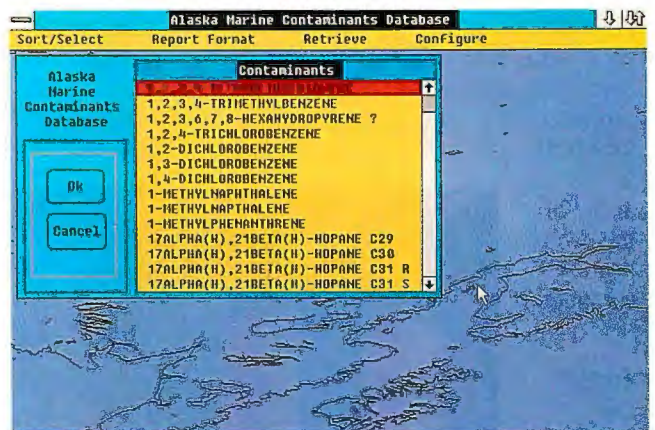 Alaska Marine Contaminants Database
Sort/Select Report Format Retrieve Configure
Alaska
Marine
Contaminants
Database
Ok
Cancel
Contaminants
1,2,3,4-TRIMETHYLBENZENE
1,2,3,6,7,8-HEXAHYDROPYRENE ?
1,2,4-TRICHLOROBENZENE
1,2-DICHLOROBENZENE
1,3-DICHLOROBENZENE
1,4-DICHLOROBENZENE
1-METHYLNAPHTHALENE
1-METHYLNAPTHALENE
1-METHYLPHENANTHRENE
17ALPHA(H),21BETA(H)-HOPANE C29
17ALPHA(H),21BETA(H)-HOPANE C30
17ALPHA(H),21BETA(H)-HOPANE C31 R
17ALPHA(H),21BETA(H)-HOPANE C31 S